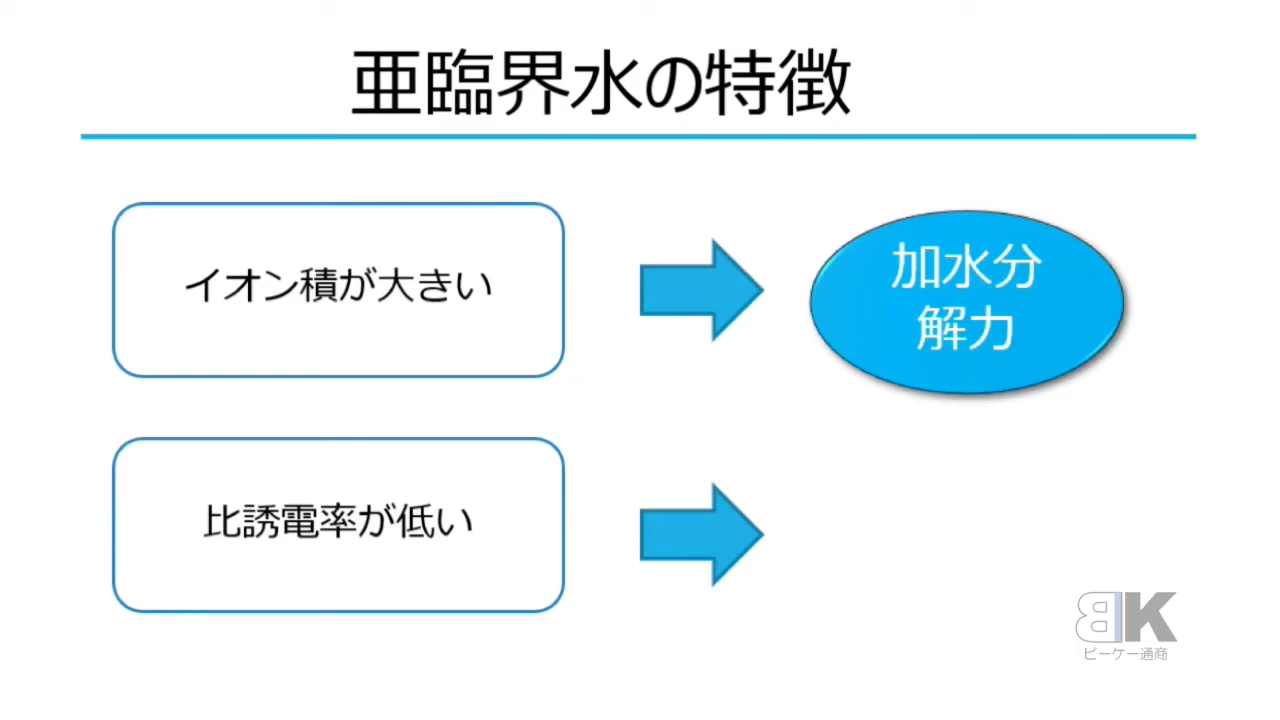 亜臨界水の特徴
イオン積が大きい
加水分
解力
比誘電率が低い
BK
ビーケー通商